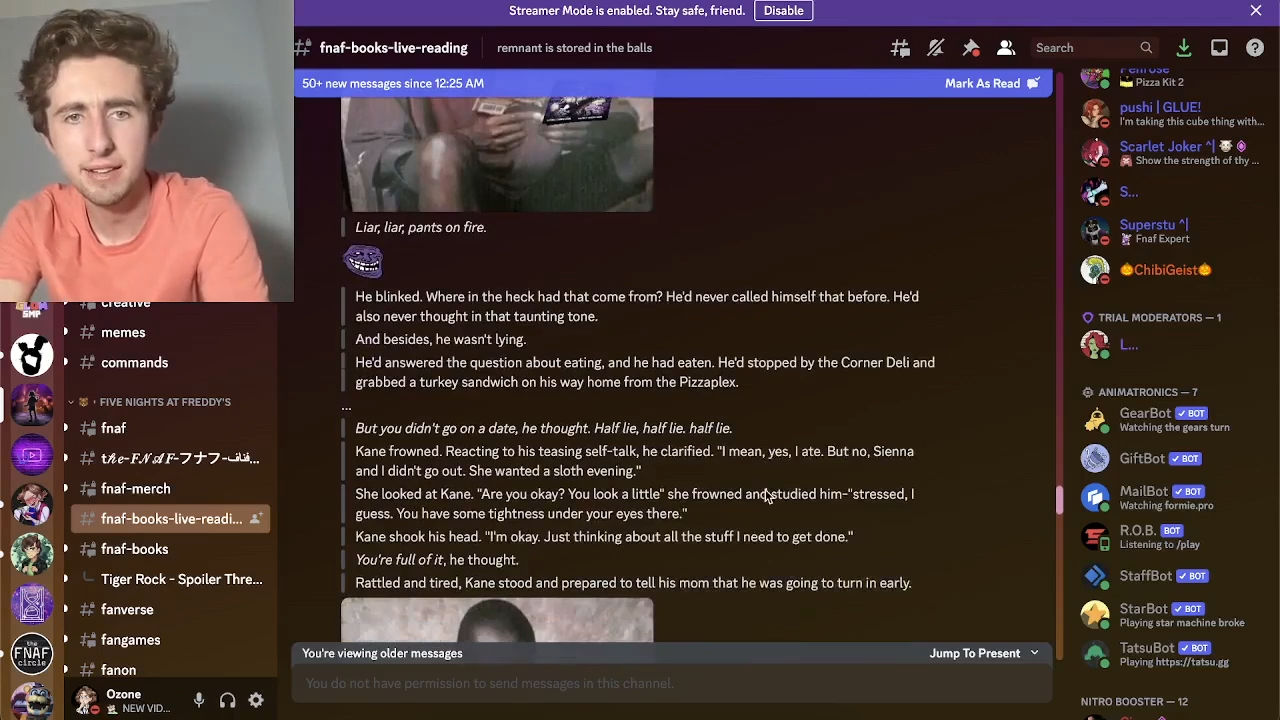 Streamer Mode is enabled. Stay safe, friend.
Disable
fnaf-books-live-reading
remnant is stored in the balls
Search
50+ new messages since 12:25 AM
Mark As Read
Liar, liar, pants on fire.
He blinked. Where in the heck had that come from? He'd never called himself that before. He'd
also never thought in that taunting tone.
And besides, he wasn't lying.
He'd answered the question about eating, and he had eaten. He'd stopped by the Corner Deli and
grabbed a turkey sandwich on his way home from the Pizzaplex.
...
But you didn't go on a date, he thought. Half lie, half lie. half lie.
Kane frowned. Reacting to his teasing self-talk, he clarified. "I mean, yes, I ate. But no, Sienna
and I didn't go out. She wanted a sloth evening."
She looked at Kane. "Are you okay? You look a little" she frowned and studied him-"stressed, I
guess. You have some tightness under your eyes there."
Kane shook his head. "I'm okay. Just thinking about all the stuff I need to get done."
You're full of it, he thought.
Rattled and tired, Kane stood and prepared to tell his mom that he was going to turn in early.
You're viewing older messages
Jump To Present
You do not have permission to send messages in this channel.
SMP
creative
memes
commands
FIVE NIGHTS AT FREDDY'S
fnaf
fnaf-merch
fnaf-books-live-readi...
fnaf-books
Tiger Rock - Spoiler Thre...
fanverse
fangames
fanon
THE
FNAF
CIRCLE
Ozone
NEW VID...
Penrose
Pizza Kit 2
pushi | GLUE!
I'm taking this cube thing with...
Scarlet Joker ^|
Show the strength of thy ...
S...
Superstu ^|
Fnaf Expert
ChibiGeist
TRIAL MODERATORS — 1
L...
ANIMATRONICS — 7
GearBot ✓ BOT
Watching the gears turn
GiftBot ✓ BOT
MailBot ✓ BOT
Watching formie.pro
R.O.B. BOT
Listening to /play
StaffBot ✓ BOT
StarBot ✓ BOT
Playing star machine broke
TatsuBot ✓ BOT
Playing https://tatsu.gg
NITRO BOOSTER — 12